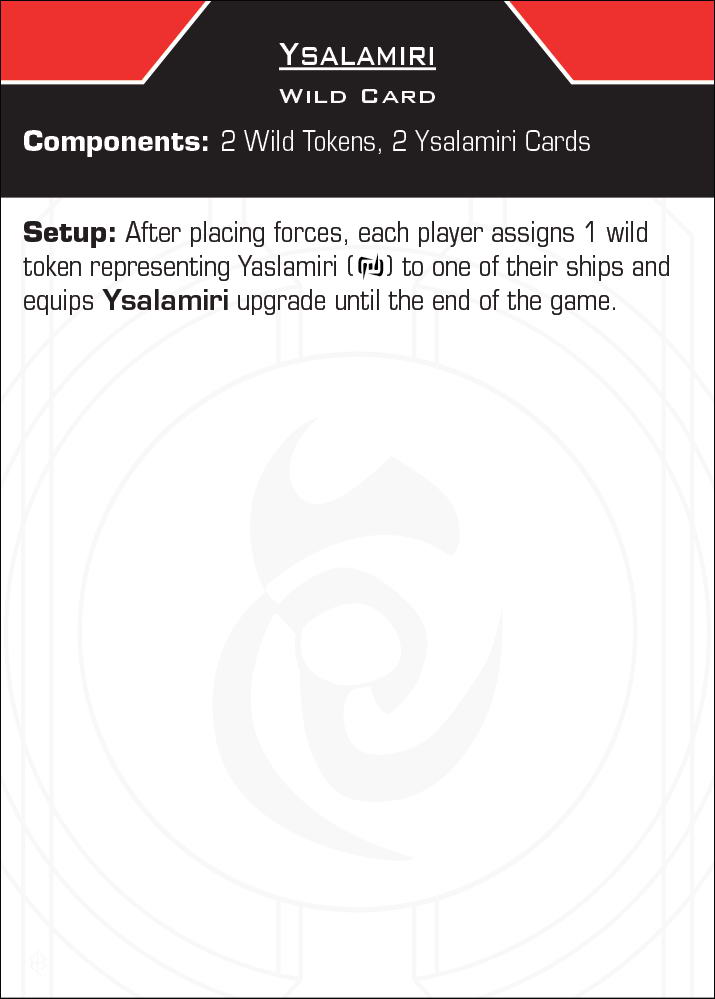 Ysalamiri
Wild Card
Components: 2 Wild Tokens, 2 Ysalamiri Cards
Setup: After placing forces, each player assigns 1 wild
token representing Yaslamiri () to one of their ships and
equips Ysalamiri upgrade until the end of the game.